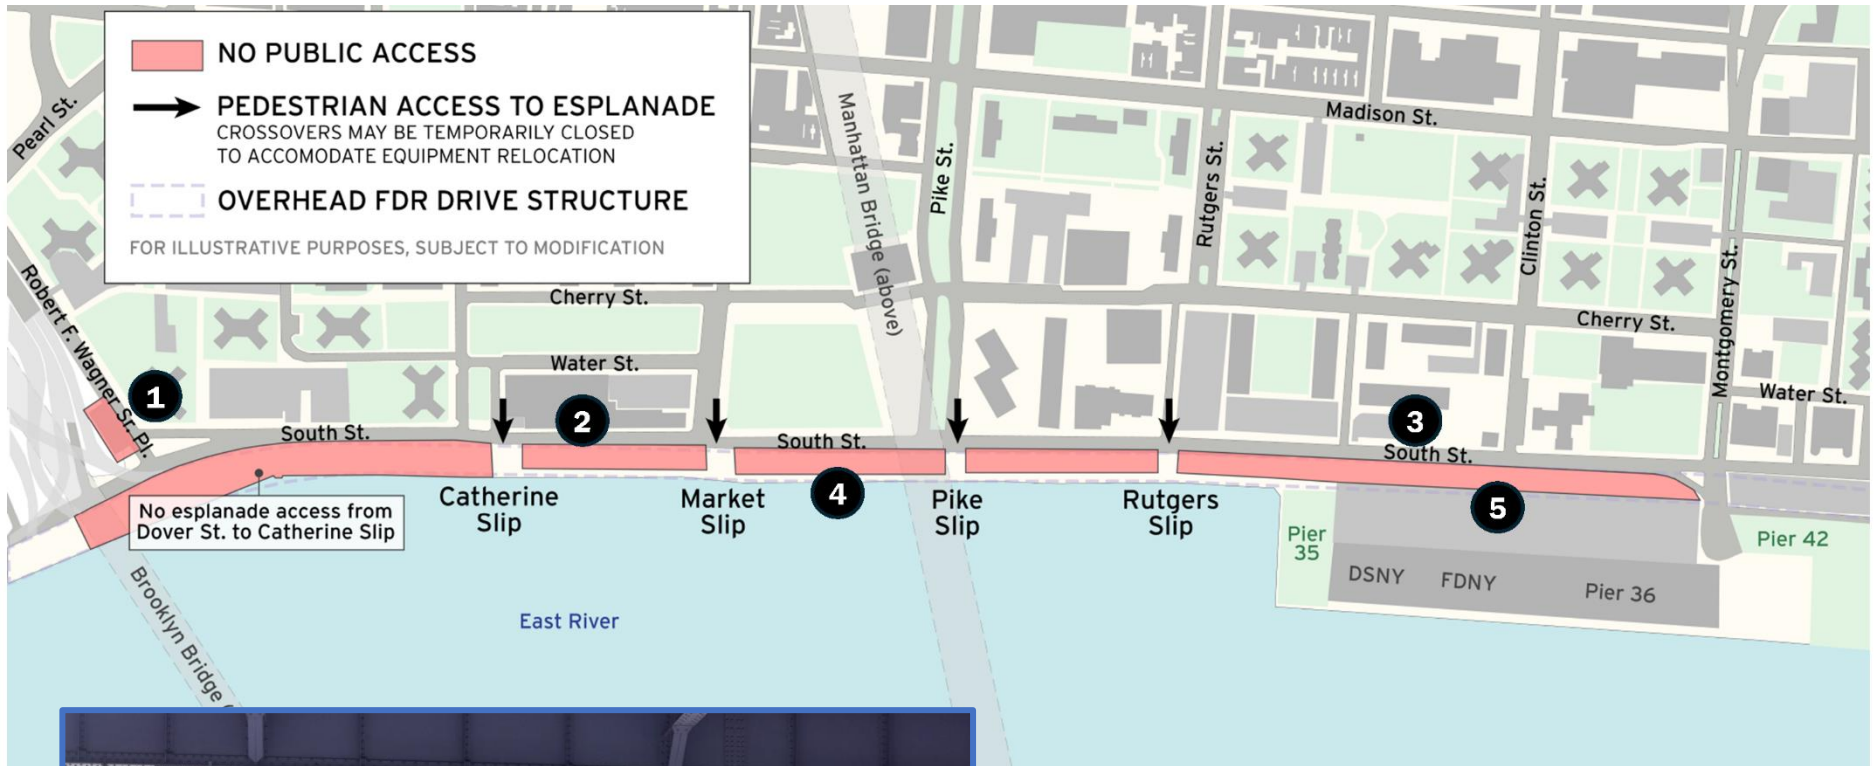 NO PUBLIC ACCESS
PEDESTRIAN ACCESS TO ESPLANADE
CROSSOVERS MAY BE TEMPORARILY CLOSED
TO ACCOMODATE EQUIPMENT RELOCATION
OVERHEAD FDR DRIVE STRUCTURE
FOR ILLUSTRATIVE PURPOSES, SUBJECT TO MODIFICATION
Pearl St.
Robert F. Wagner Sr. Pl.
Manhattan Bridge (above)
Pike St.
Rutgers St.
Madison St.
Clinton St.
Montgomery St.
Cherry St.
Cherry St.
Water St.
Water St.
1
2
3
South St.
South St.
South St.
4
5
No esplanade access from
Dover St. to Catherine Slip
Catherine
Slip
Market
Slip
Pike
Slip
Rutgers
Slip
Pier
35
Pier 42
DSNY
FDNY
Pier 36
Brooklyn Bridge (
East River